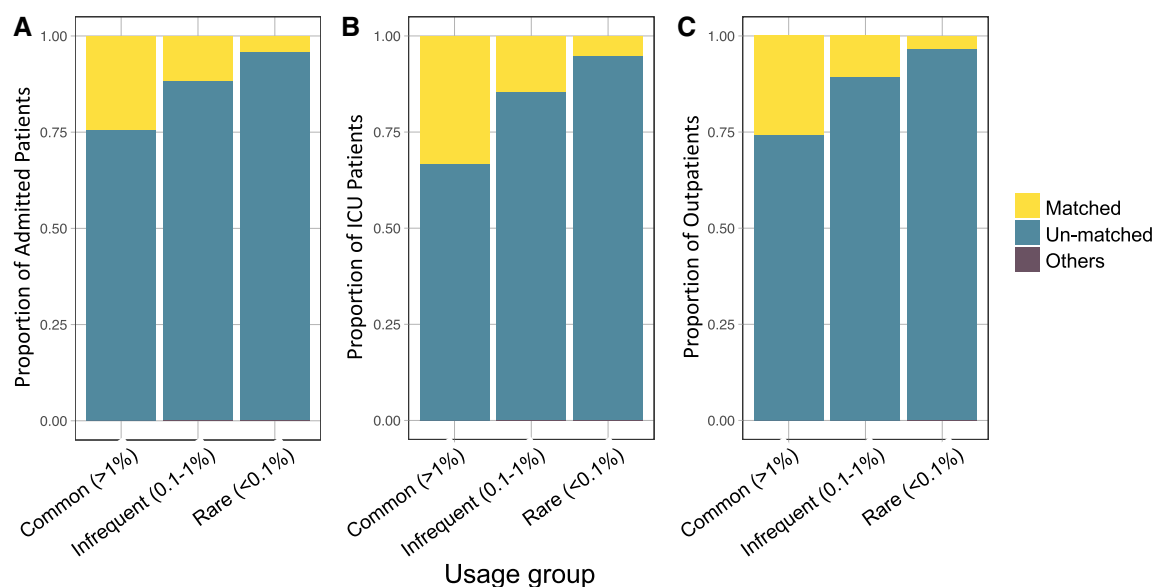 A
Proportion of Admitted Patients
1.00
0.75
0.50
0.25
0.00
Common (>1%)
Infrequent (0.1-1%)
Rare (<0.1%)
B
Proportion of ICU Patients
1.00
0.75
0.50
0.25
0.00
Common (>1%)
Infrequent (0.1-1%)
Rare (<0.1%)
C
Proportion of Outpatients
1.00
0.75
0.50
0.25
0.00
Common (>1%)
Infrequent (0.1-1%)
Rare (<0.1%)
Matched
Un-matched
Others
Usage group